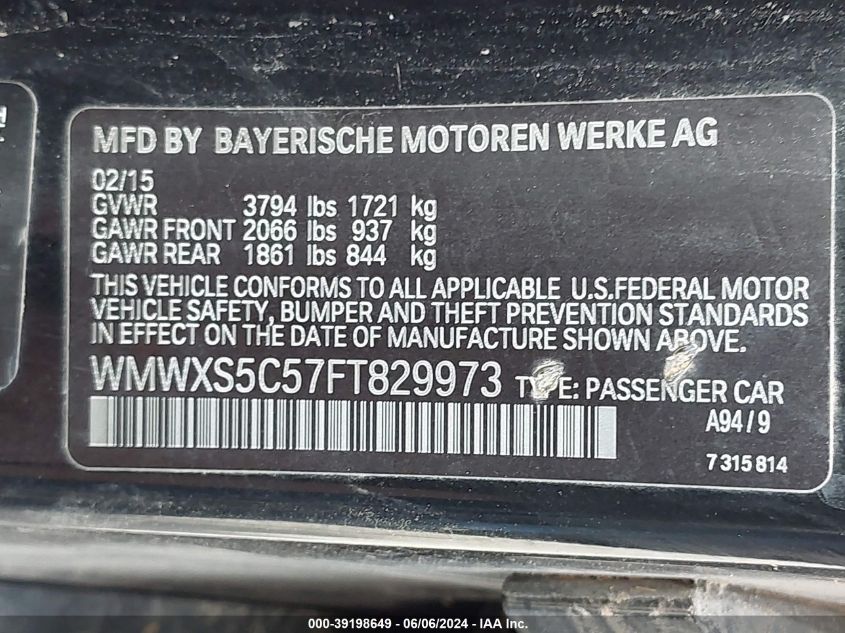 MFD BY BAYERISCHE MOTOREN WERKE AG
02/15
GVWR 3794 lbs 1721 kg
GAWR FRONT 2066 lbs 937 kg
GAWR REAR 1861 lbs 844 kg
THIS VEHICLE CONFORMS TO ALL APPLICABLE U.S.FEDERAL MOTOR
VEHICLE SAFETY, BUMPER AND THEFT PREVENTION STANDARDS
IN EFFECT ON THE DATE OF MANUFACTURE SHOWN ABOVE.
WMWXS5C57FT829973 TYPE: PASSENGER CAR
A94/9
7 315 814
000-39198649 - 06/06/2024 - IAA Inc.